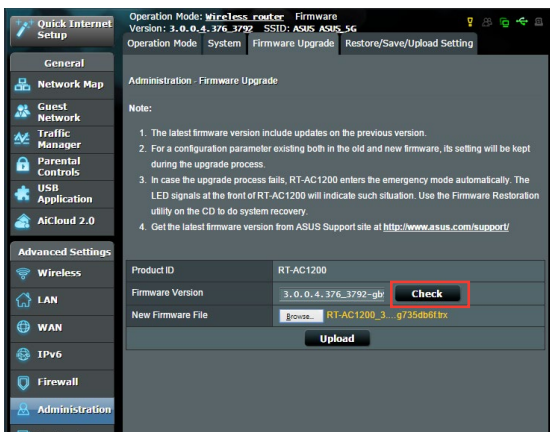 Quick Internet
Setup
General
Network Map
Guest
Network
Traffic
Manager
Parental
Controls
USB
Application
AiCloud 2.0
Advanced Settings
Wireless
LAN
WAN
IPv6
Firewall
Administration
Operation Mode: Wireless router Firmware
Version: 3.0.0.4.376_3792 SSID: ASUS ASUS_5G
Operation Mode System Firmware Upgrade Restore/Save/Upload Setting
Administration - Firmware Upgrade
Note:
1. The latest firmware version include updates on the previous version.
2. For a configuration parameter existing both in the old and new firmware, its setting will be kept
during the upgrade process.
3. In case the upgrade process fails, RT-AC1200 enters the emergency mode automatically. The
LED signals at the front of RT-AC1200 will indicate such situation. Use the Firmware Restoration
utility on the CD to do system recovery.
4. Get the latest firmware version from ASUS Support site at http://www.asus.com/support/
Product ID RT-AC1200
Firmware Version 3.0.0.4.376_3792-gb Check
New Firmware File Browse... RT-AC1200_3....g735db6f.trx
Upload